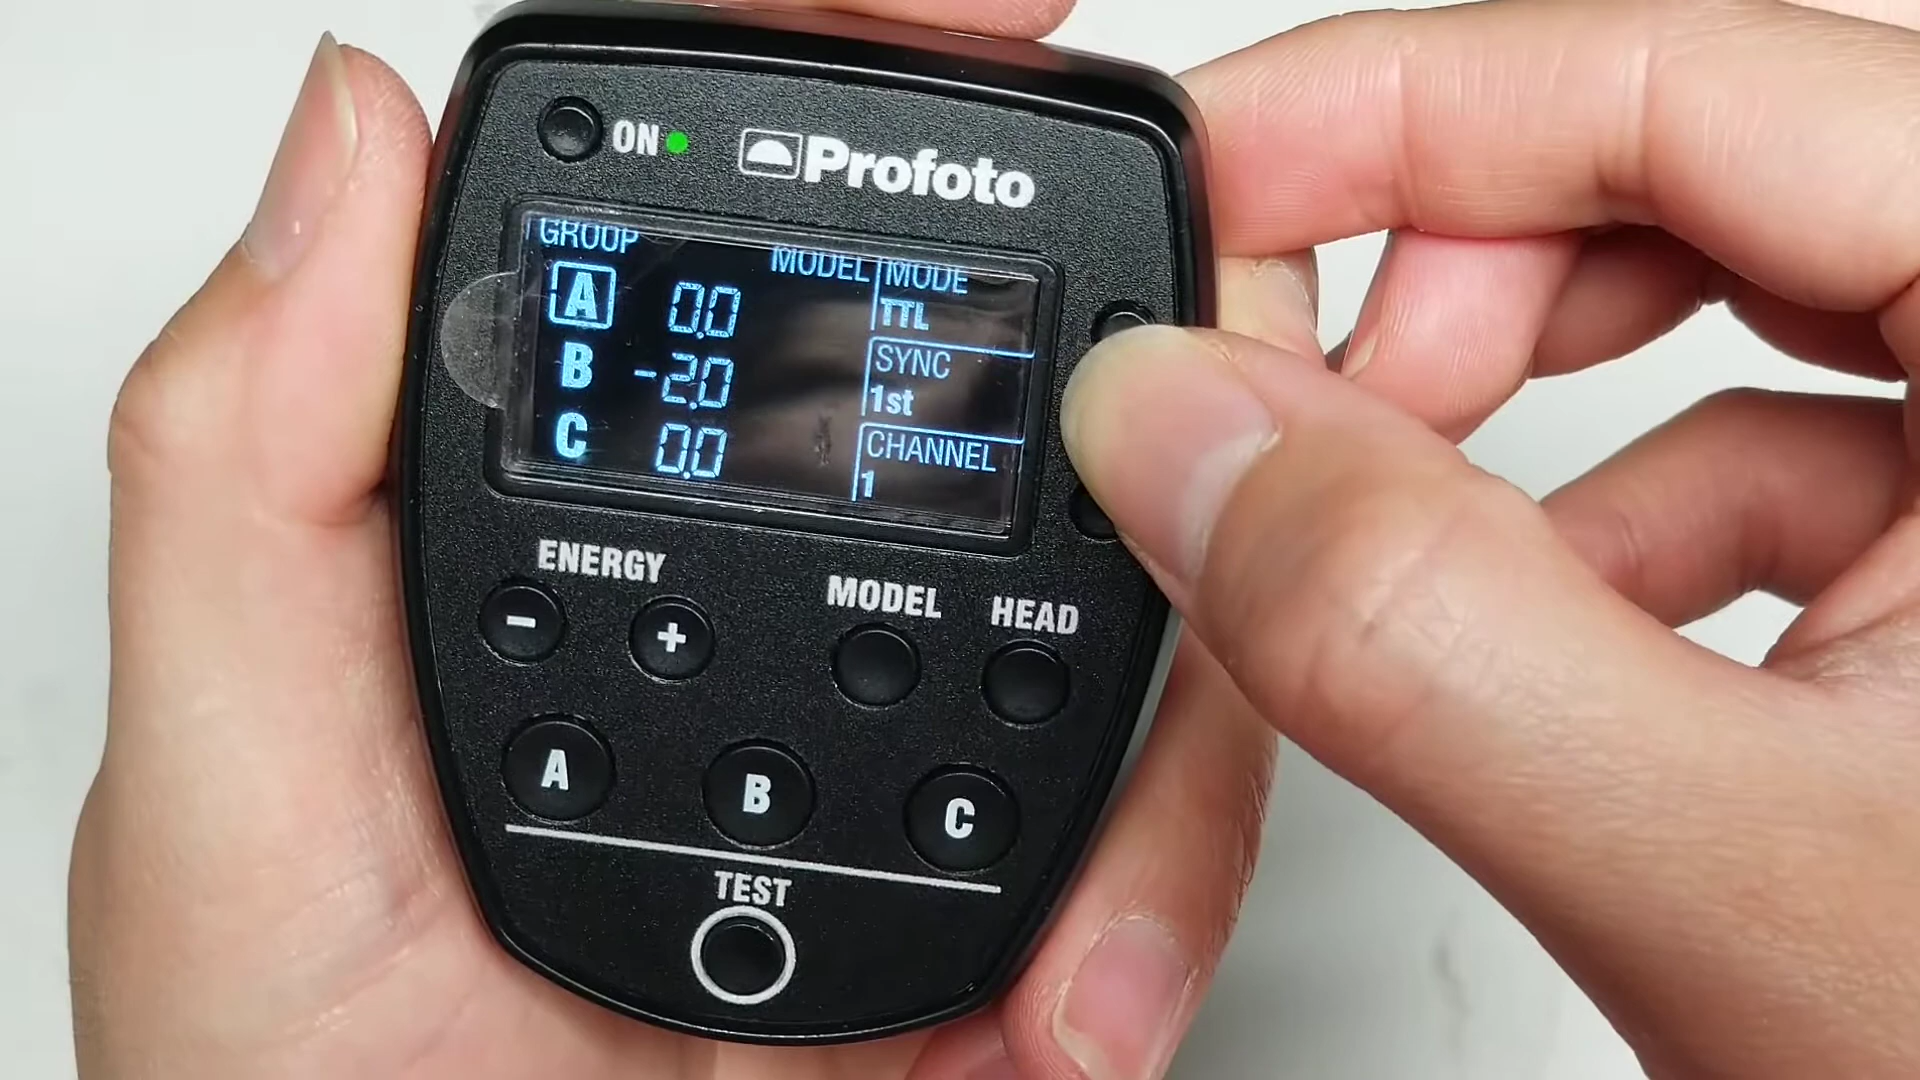 ON
Profoto
GROUP
MODEL
MODE
A 0.0
TTL
B -2.0
SYNC
1st
C 0.0
CHANNEL
1
ENERGY
MODEL
HEAD
- +
A B C
TEST